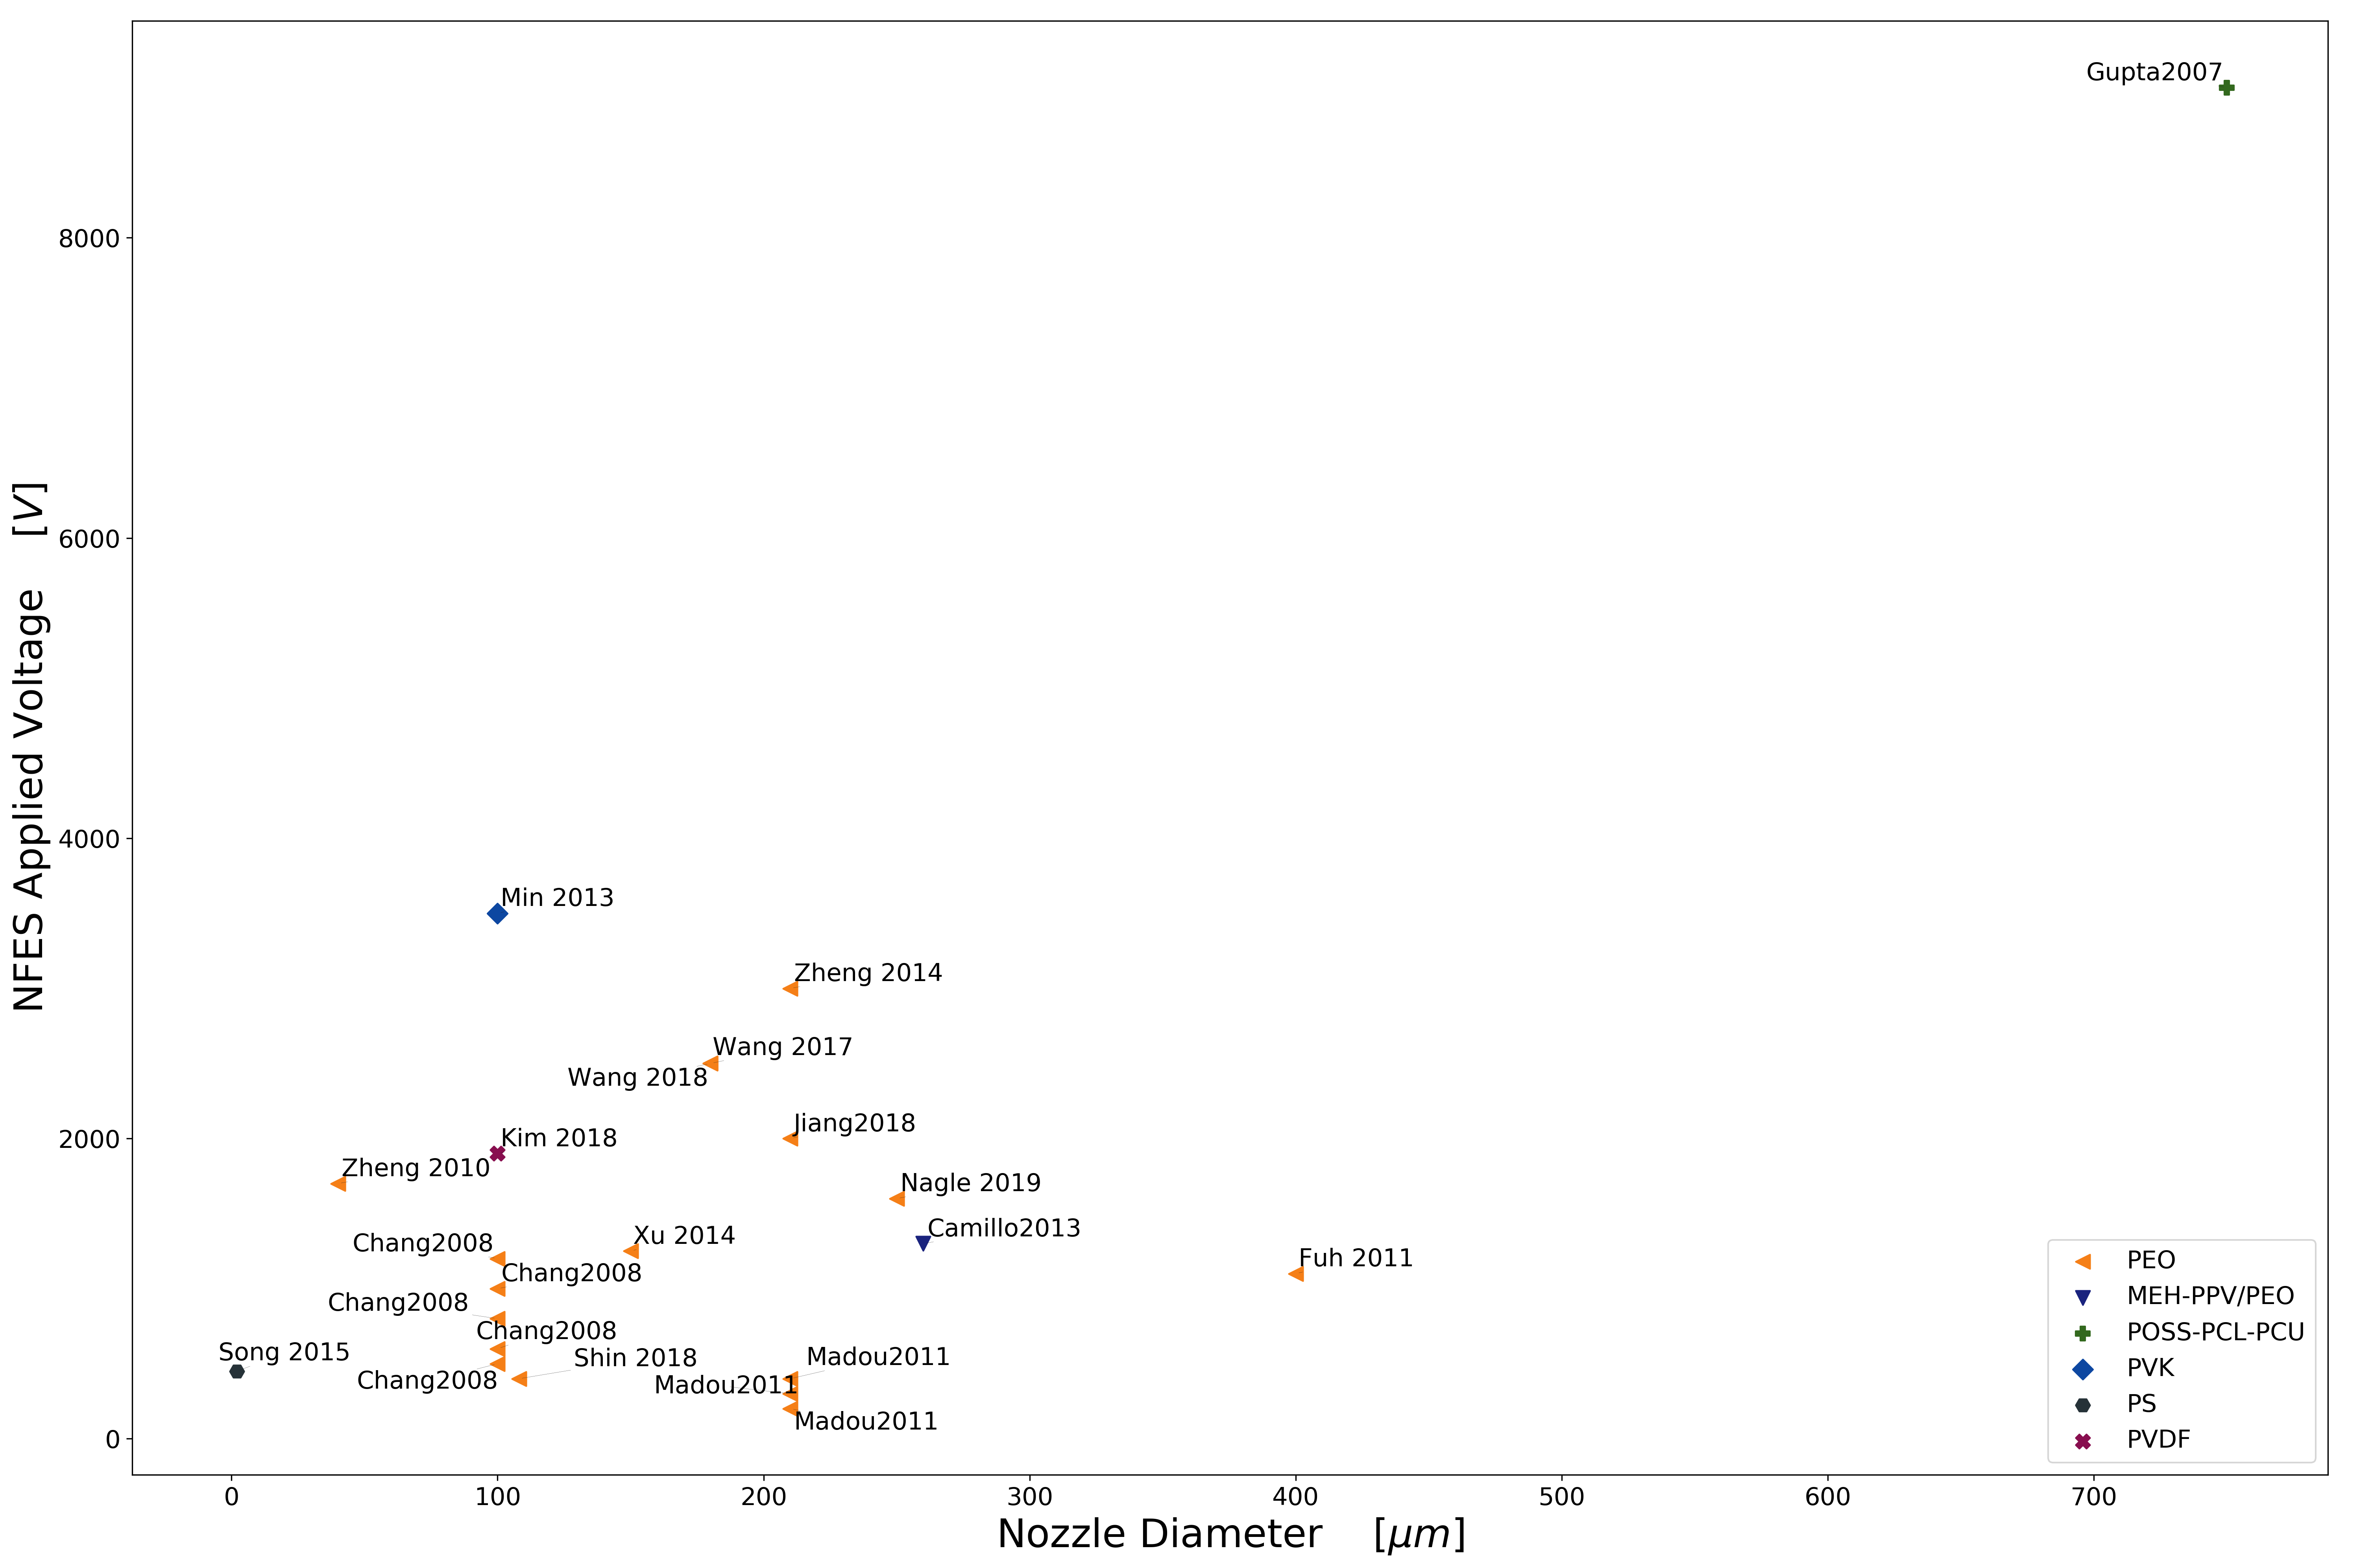 Gupta2007
8000
6000
4000
2000
0
NFES Applied Voltage [V]
Min 2013
Zheng 2014
Wang 2017
Wang 2018
Jiang2018
Kim 2018
Zheng 2010
Nagle 2019
Camillo2013
Xu 2014
Chang2008
Fuh 2011
Chang2008
Chang2008
Chang2008
Song 2015
Shin 2018
Madou2011
Chang2008
Madou2011
Madou2011
PEO
MEH-PPV/PEO
POSS-PCL-PCU
PVK
PS
PVDF
0 100 200 300 400 500 600 700
Nozzle Diameter [μm]